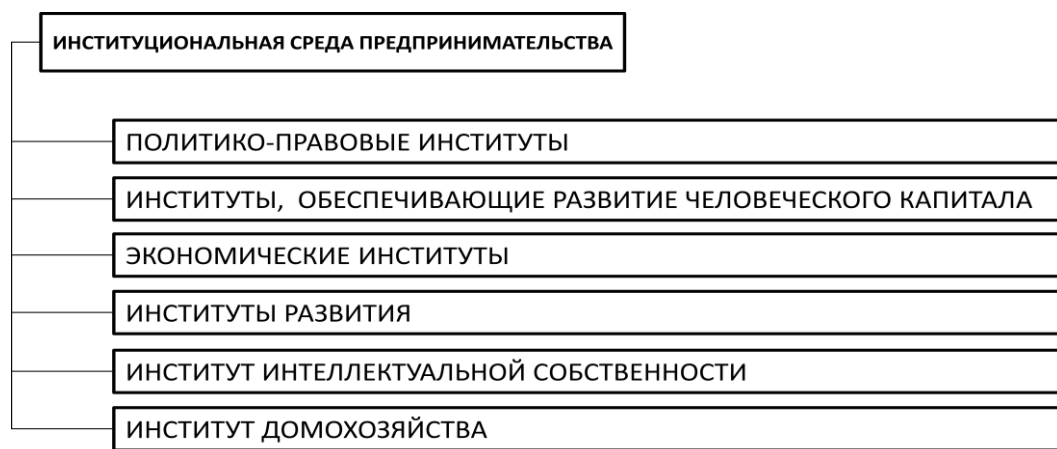 ИНСТИТУЦИОНАЛЬНАЯ СРЕДА ПРЕДПРИНИМАТЕЛЬСТВА
ПОЛИТИКО-ПРАВОВЫЕ ИНСТИТУТЫ
ИНСТИТУТЫ, ОБЕСПЕЧИВАЮЩИЕ РАЗВИТИЕ ЧЕЛОВЕЧЕСКОГО КАПИТАЛА
ЭКОНОМИЧЕСКИЕ ИНСТИТУТЫ
ИНСТИТУТЫ РАЗВИТИЯ
ИНСТИТУТ ИНТЕЛЛЕКТУАЛЬНОЙ СОБСТВЕННОСТИ
ИНСТИТУТ ДОМОХОЗЯЙСТВА